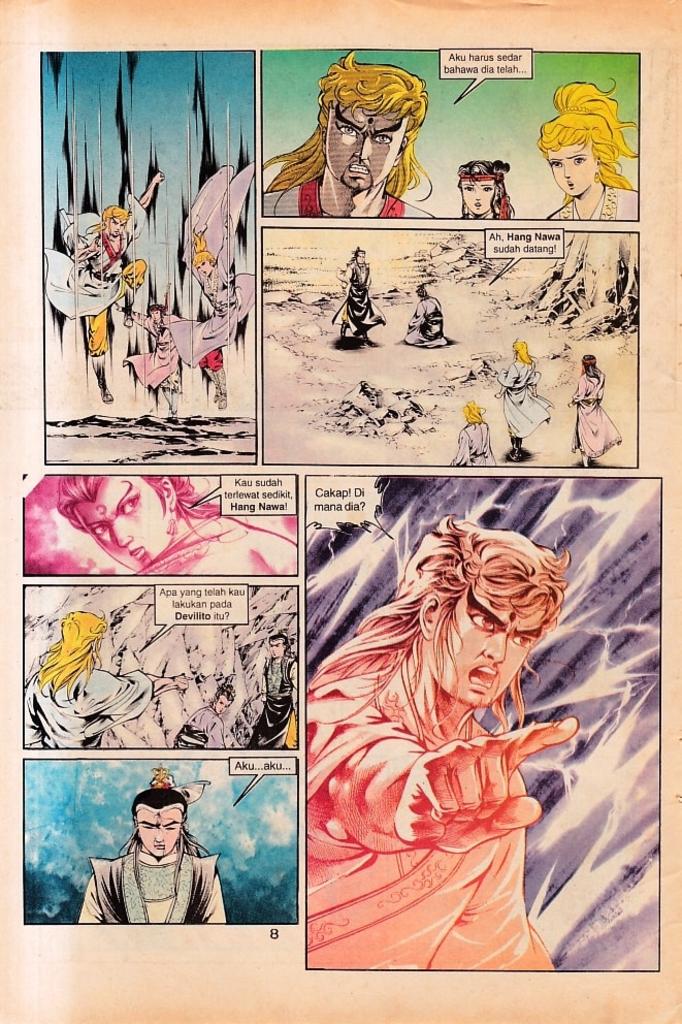 Aku harus sedar
bahawa dia telah...
Ah, Hang Nawa
sudah datang!
Kau sudah
terlewat sedikit,
Hang Nawa!
Cakap! Di
mana dia?
Apa yang telah kau
lakukan pada
Devilito itu?
Aku...aku...
8